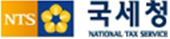 NTS 국세청
NATIONAL TAX SERVICE